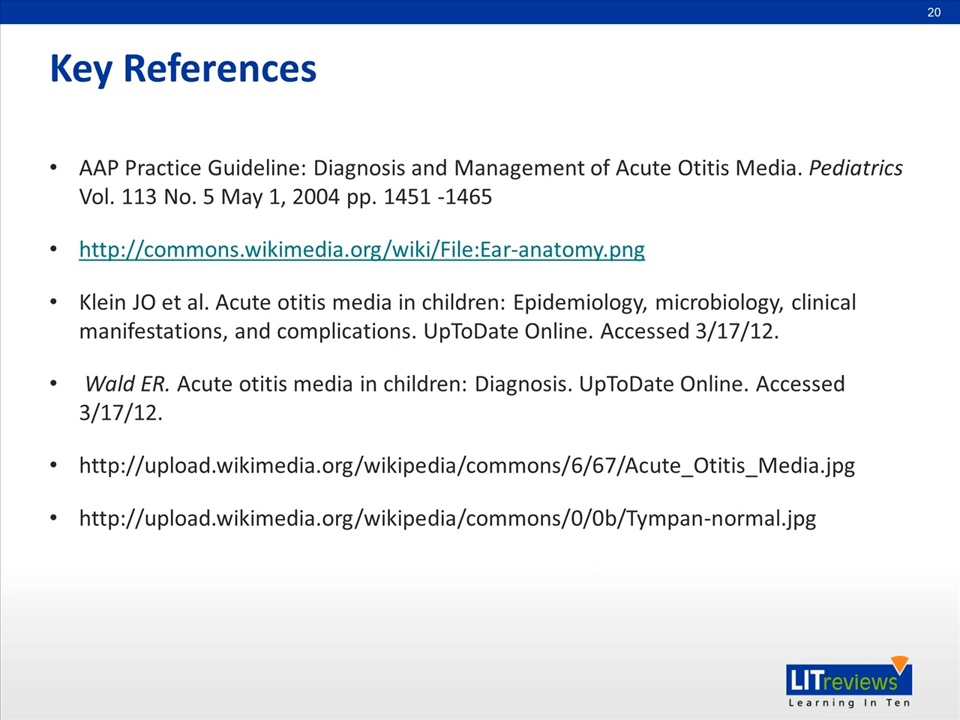 20
Key References
• AAP Practice Guideline: Diagnosis and Management of Acute Otitis Media. Pediatrics
Vol. 113 No. 5 May 1, 2004 pp. 1451 -1465
• http://commons.wikimedia.org/wiki/File:Ear-anatomy.png
• Klein JO et al. Acute otitis media in children: Epidemiology, microbiology, clinical
manifestations, and complications. UpToDate Online. Accessed 3/17/12.
• Wald ER. Acute otitis media in children: Diagnosis. UpToDate Online. Accessed
3/17/12.
• http://upload.wikimedia.org/wikipedia/commons/6/67/Acute_Otitis_Media.jpg
• http://upload.wikimedia.org/wikipedia/commons/0/0b/Tympan-normal.jpg
LITreviews
Learning In Ten